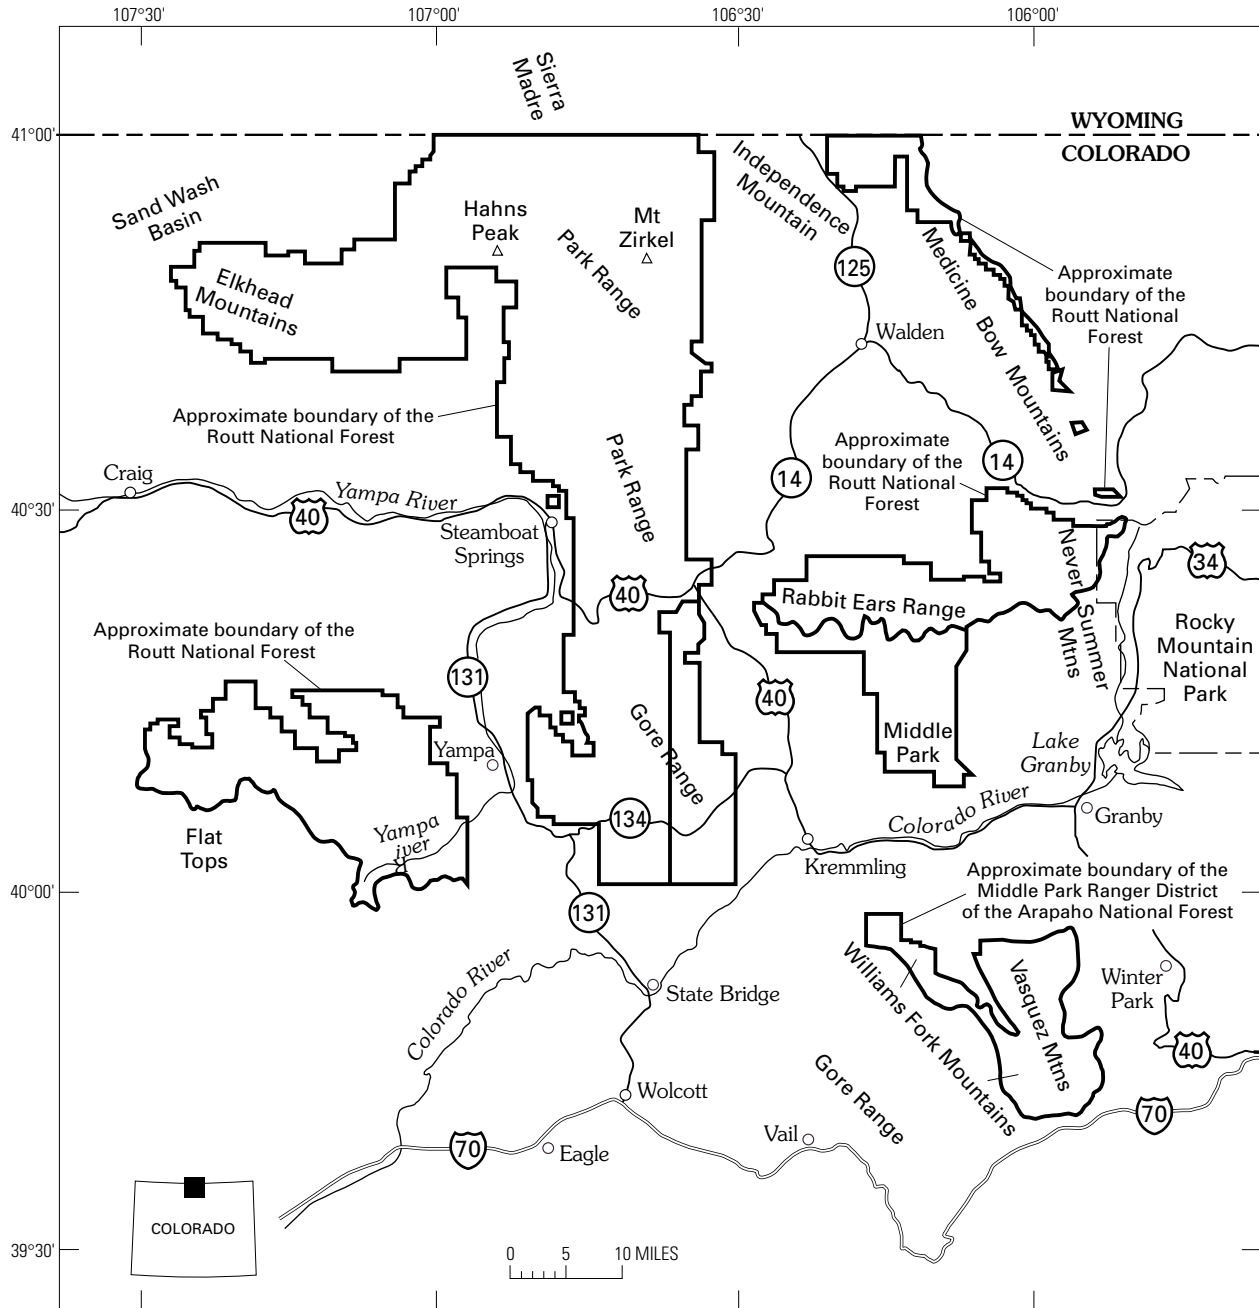 107°30'
107°00'
106°30'
106°00'
Sierra
Madre
41°00'
WYOMING
COLORADO
Sand Wash
Basin
Hahns
Peak
Mt
Zirkel
Park Range
Independence
Mountain
125
Medicine Bow Mountains
Approximate
boundary of the
Routt National
Forest
Elkhead
Mountains
Walden
Approximate boundary of the
Routt National Forest
Park Range
Approximate
boundary of the
Routt National
Forest
14
14
Craig
Yampa River
40
40°30'
Steamboat
Springs
Never Summer
Mtns
34
40
Rabbit Ears Range
Rocky
Mountain
National
Park
Approximate boundary of the
Routt National Forest
131
40
Gore Range
Middle
Park
Lake
Granby
Yampa
Colorado River
Granby
134
Flat
Tops
Yampa
iver
Kremmling
40°00'
Approximate boundary of the
Middle Park Ranger District
of the Arapaho National Forest
131
Colorado River
State Bridge
Williams Fork Mountains
Vasquez Mtns
Winter
Park
40
Gore Range
Wolcott
70
Vail
70
Eagle
COLORADO
39°30'
0 5 10 MILES